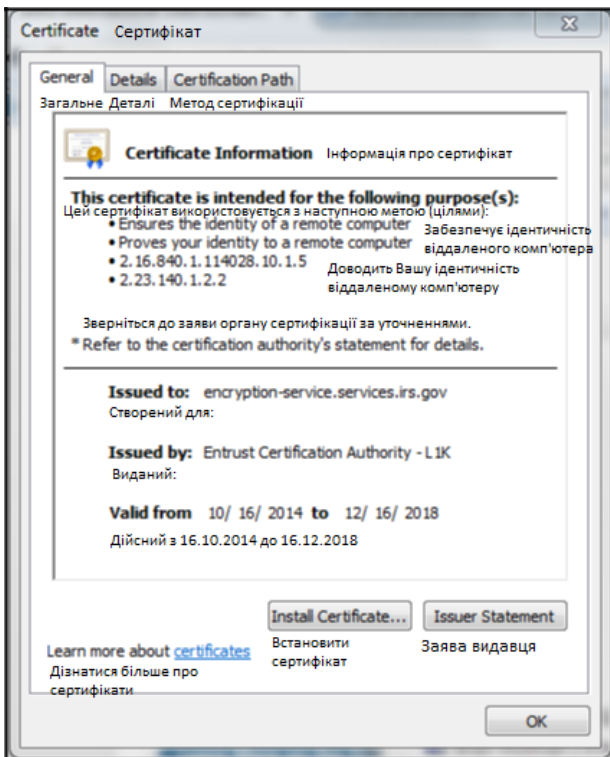 Certificate Сертифікат
General Details Certification Path
Загальне Деталі Метод сертифікації
Certificate Information Інформація про сертифікат
This certificate is intended for the following purpose(s):
Цей сертифікат використовується з наступною метою (цілями):
• Ensures the identity of a remote computer Забезпечує ідентичність
• Proves your identity to a remote computer віддаленого комп'ютера
• 2.16.840.1.114028.10.1.5 Доводить Вашу ідентичність
• 2.23.140.1.2.2 віддаленому комп'ютеру
Зверніться до заяви органу сертифікації за уточненнями.
* Refer to the certification authority's statement for details.
Issued to: encryption-service.services.irs.gov
Створений для:
Issued by: Entrust Certification Authority - L1K
Виданий:
Valid from 10/ 16/ 2014 to 12/ 16/ 2018
Дійсний з 16.10.2014 до 16.12.2018
Install Certificate... Issuer Statement
Встановити Заява видавця
сертифікат
Learn more about certificates
Дізнатися більше про
сертифікати
OK